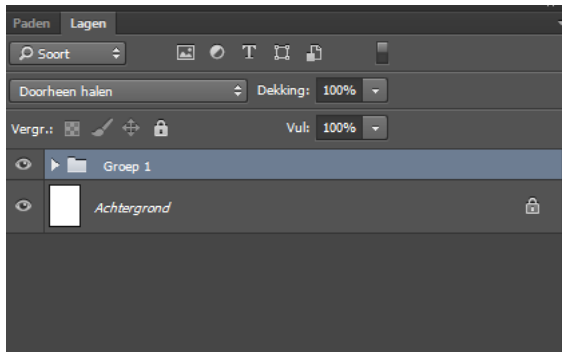 Paden Lagen
Soort
Doorheen halen Dekking: 100%
Vergr.: Vul: 100%
Groep 1
Achtergrond